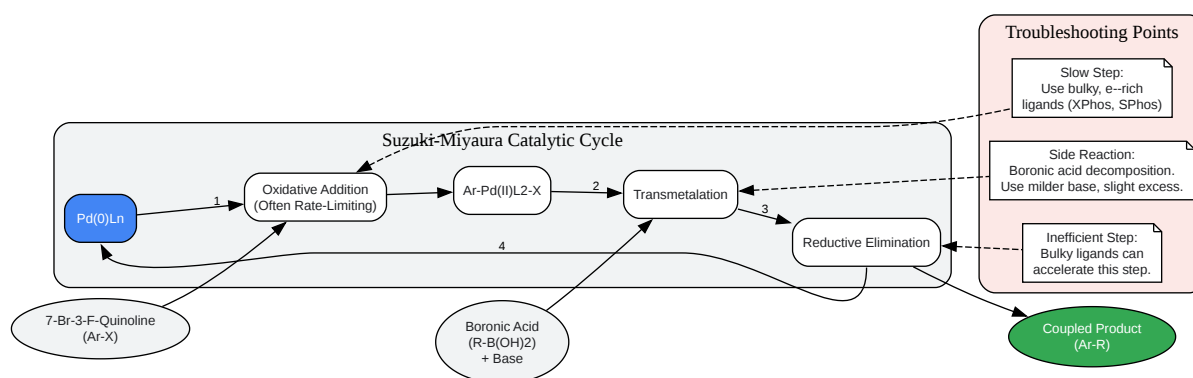 Troubleshooting Points
Slow Step:
Use bulky, e--rich
ligands (XPhos, SPhos)
Suzuki-Miyaura Catalytic Cycle
Side Reaction:
Boronic acid decomposition.
Use milder base, slight excess.
Oxidative Addition
(Often Rate-Limiting)
Ar-Pd(II)L2-X
2
Transmetalation
1
Pd(0)Ln
3
Inefficient Step:
Bulky ligands can
accelerate this step.
Reductive Elimination
4
7-Br-3-F-Quinoline
(Ar-X)
Boronic Acid
(R-B(OH)2)
+ Base
Coupled Product
(Ar-R)